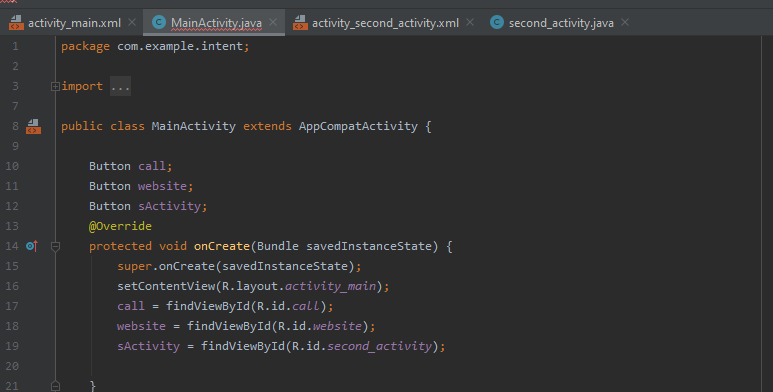 activity_main.xml MainActivity.java activity_second_activity.xml second_activity.java
1 package com.example.intent;
2
3 import ...
7
8 public class MainActivity extends AppCompatActivity {
9
10 Button call;
11 Button website;
12 Button sActivity;
13 @Override
14 protected void onCreate(Bundle savedInstanceState) {
15 super.onCreate(savedInstanceState);
16 setContentView(R.layout.activity_main);
17 call = findViewById(R.id.call);
18 website = findViewById(R.id.website);
19 sActivity = findViewById(R.id.second_activity);
20
21 }